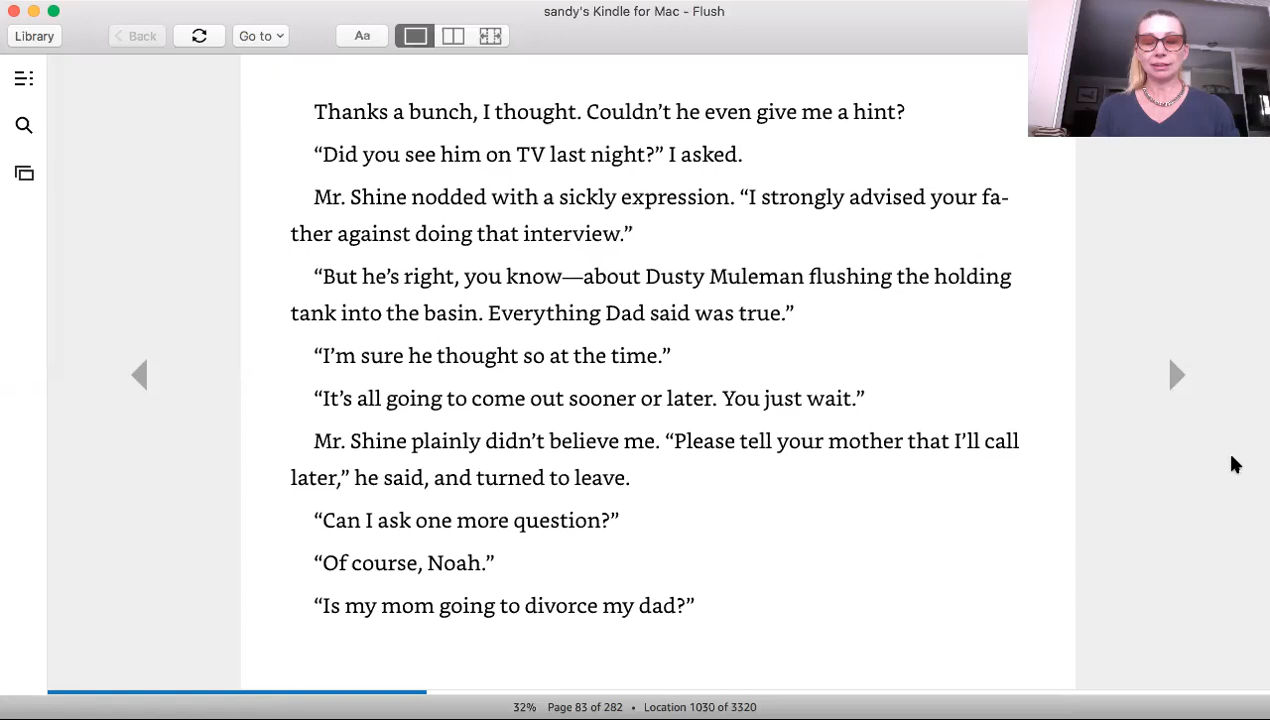 sandy's Kindle for Mac - Flush
Library
Back
Go to
Aa
Thanks a bunch, I thought. Couldn’t he even give me a hint?
“Did you see him on TV last night?” I asked.
Mr. Shine nodded with a sickly expression. “I strongly advised your fa-
ther against doing that interview.”
“But he’s right, you know—about Dusty Muleman flushing the holding
tank into the basin. Everything Dad said was true.”
“I’m sure he thought so at the time.”
“It’s all going to come out sooner or later. You just wait.”
Mr. Shine plainly didn’t believe me. “Please tell your mother that I’ll call
later,” he said, and turned to leave.
“Can I ask one more question?”
“Of course, Noah.”
“Is my mom going to divorce my dad?”
32% Page 83 of 282 • Location 1030 of 3320